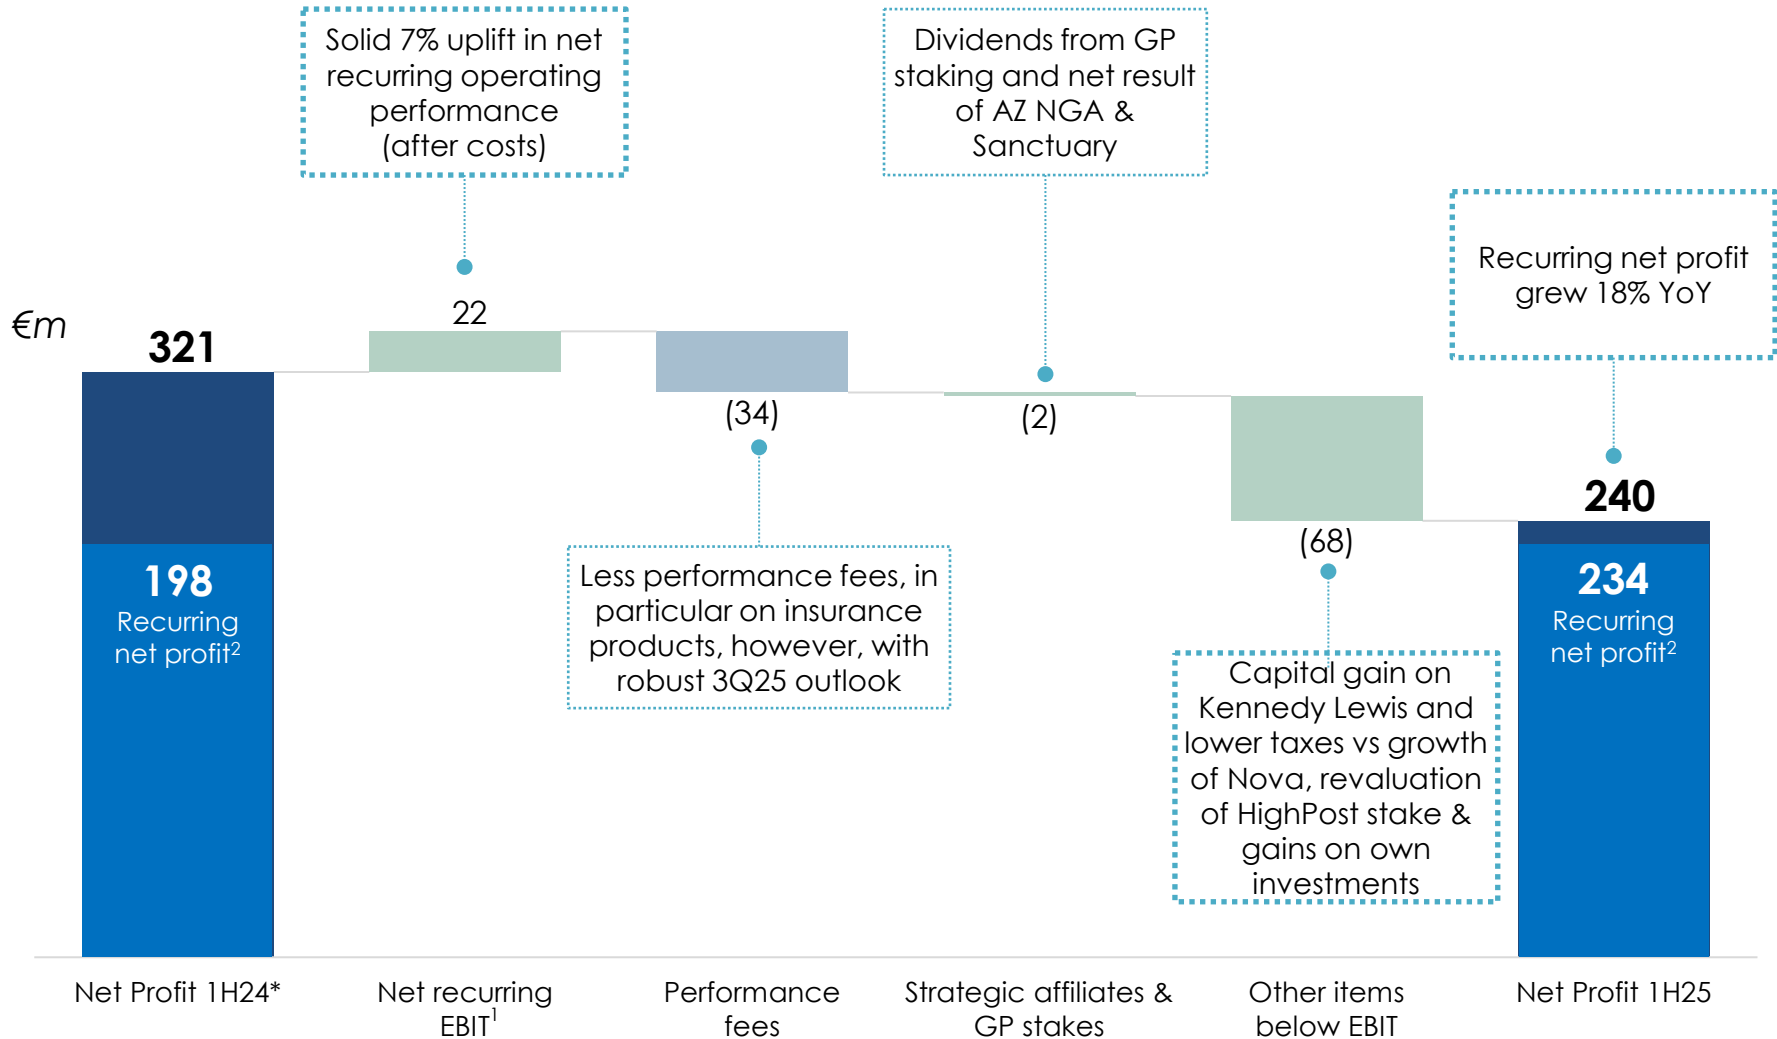 Solid 7% uplift in net
recurring operating
performance
(after costs)
Dividends from GP
staking and net result
of AZ NGA &
Sanctuary
Recurring net profit
grew 18% YoY
€m
321
22
(34)
(2)
(68)
240
198
Recurring
net profit²
234
Recurring
net profit²
Less performance fees, in
particular on insurance
products, however, with
robust 3Q25 outlook
Capital gain on
Kennedy Lewis and
lower taxes vs growth
of Nova, revaluation
of HighPost stake &
gains on own
investments
Net Profit 1H24*
Net recurring
EBIT¹
Performance
fees
Strategic affiliates &
GP stakes
Other items
below EBIT
Net Profit 1H25